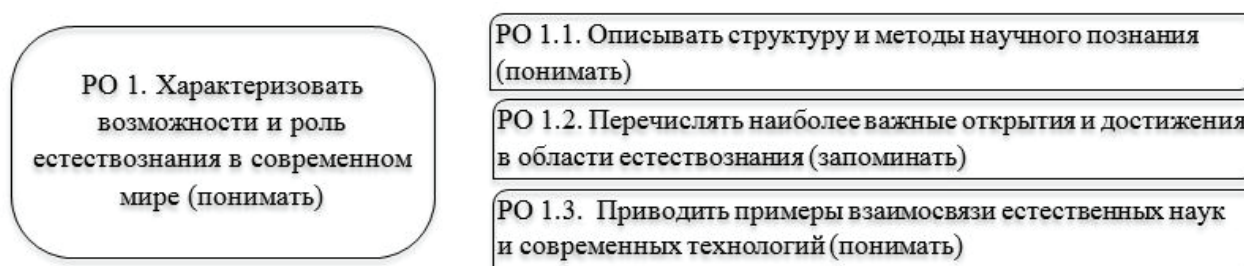 РО 1. Характеризовать
возможности и роль
естествознания в современном
мире (понимать)
РО 1.1. Описывать структуру и методы научного познания
(понимать)
РО 1.2. Перечислять наиболее важные открытия и достижения
в области естествознания (запоминать)
РО 1.3. Приводить примеры взаимосвязи естественных наук
и современных технологий (понимать)